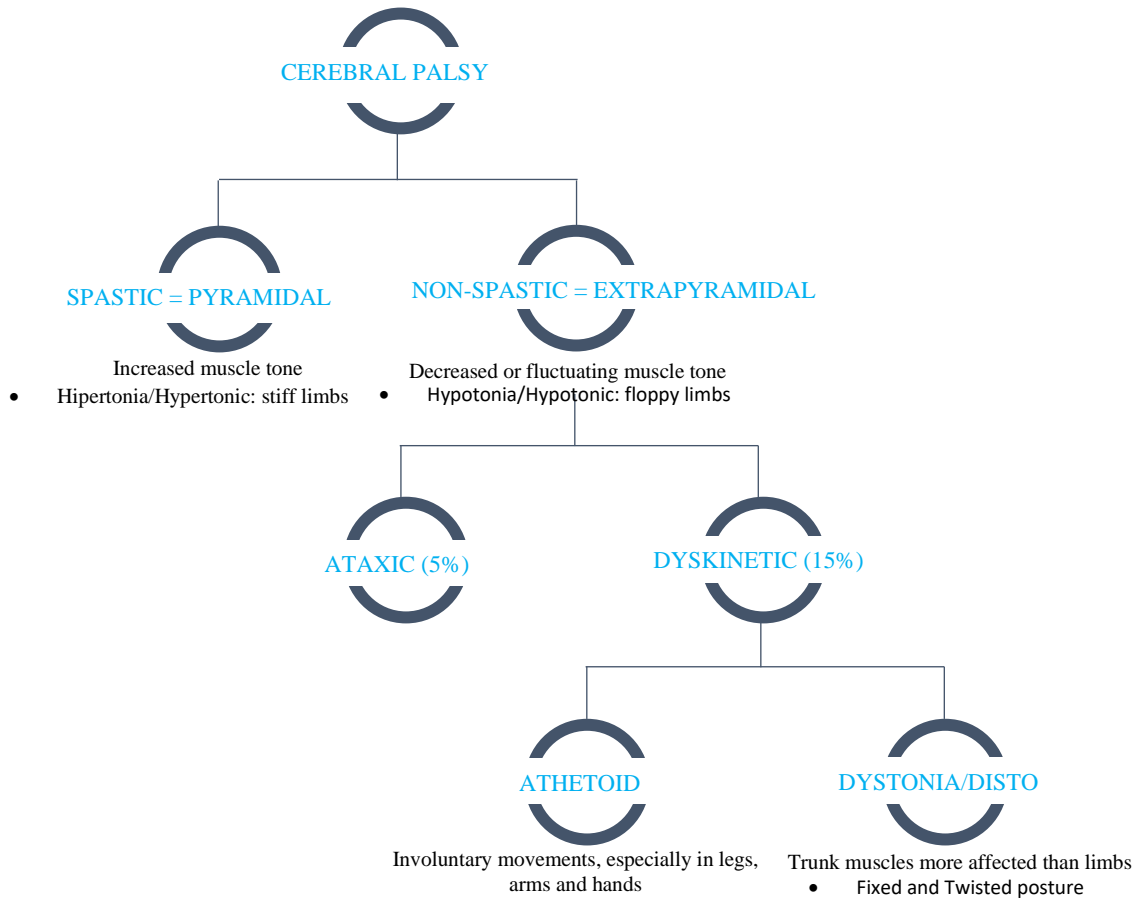 CEREBRAL PALSY
SPASTIC = PYRAMIDAL
Increased muscle tone
• Hipertonia/Hypertonic: stiff limbs
NON-SPASTIC = EXTRAPYRAMIDAL
Decreased or fluctuating muscle tone
• Hypotonia/Hypotonic: floppy limbs
ATAXIC (5%)
DYSKINETIC (15%)
ATHETOID
Involuntary movements, especially in legs,
arms and hands
DYSTONIA/DISTO
Trunk muscles more affected than limbs
• Fixed and Twisted posture